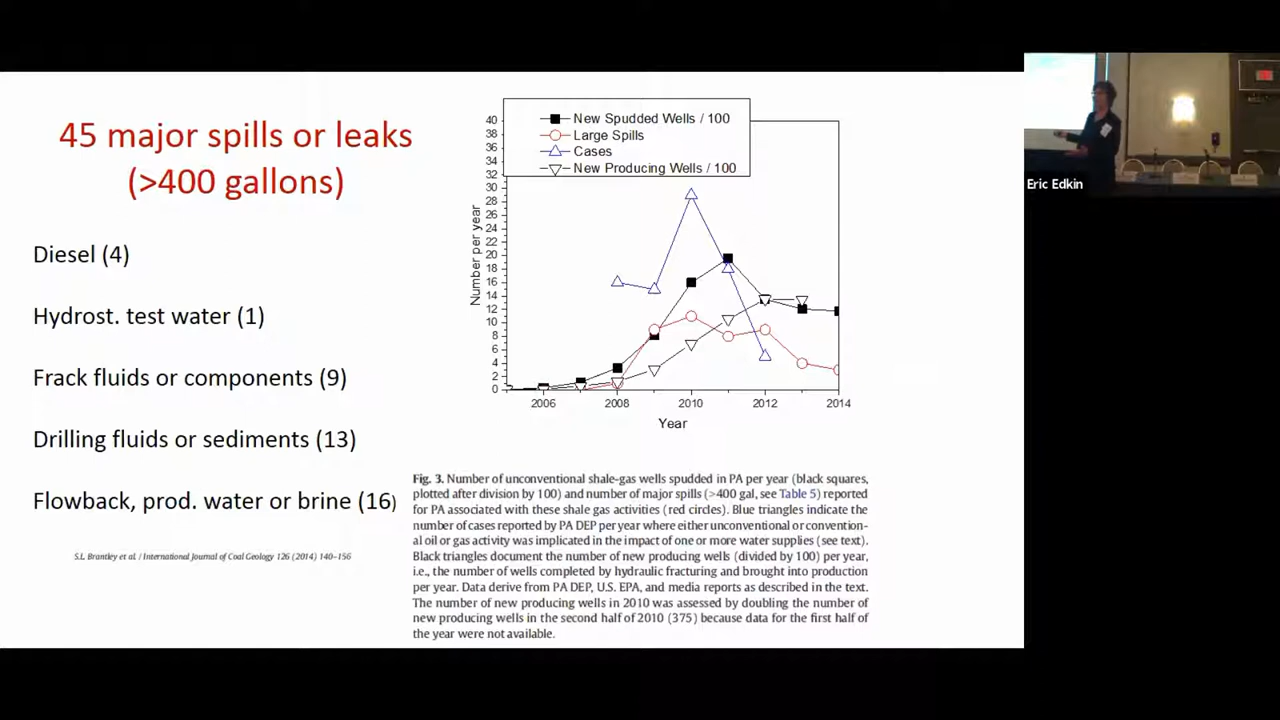 45 major spills or leaks
(>400 gallons)
Diesel (4)
Hydrost. test water (1)
Frack fluids or components (9)
Drilling fluids or sediments (13)
Flowback, prod. water or brine (16)
S.L. Brantley et al. / International Journal of Coal Geology 126 (2014) 140–156
New Spudded Wells / 100
Large Spills
Cases
New Producing Wells / 100
40
38
36
34
32
30
28
26
24
22
20
18
16
14
12
10
8
6
4
2
0
Number per year
2006 2008 2010 2012 2014
Year
Fig. 3. Number of unconventional shale-gas wells spudded in PA per year (black squares,
plotted after division by 100) and number of major spills (>400 gal, see Table 5) reported
for PA associated with these shale gas activities (red circles). Blue triangles indicate the
number of cases reported by PA DEP per year where either unconventional or convention-
al oil or gas activity was implicated in the impact of one or more water supplies (see text).
Black triangles document the number of new producing wells (divided by 100) per year,
i.e., the number of wells completed by hydraulic fracturing and brought into production
per year. Data derive from PA DEP, U.S. EPA, and media reports as described in the text.
The number of new producing wells in 2010 was assessed by doubling the number of
new producing wells in the second half of 2010 (375) because data for the first half of
the year were not available.
Eric Edkin